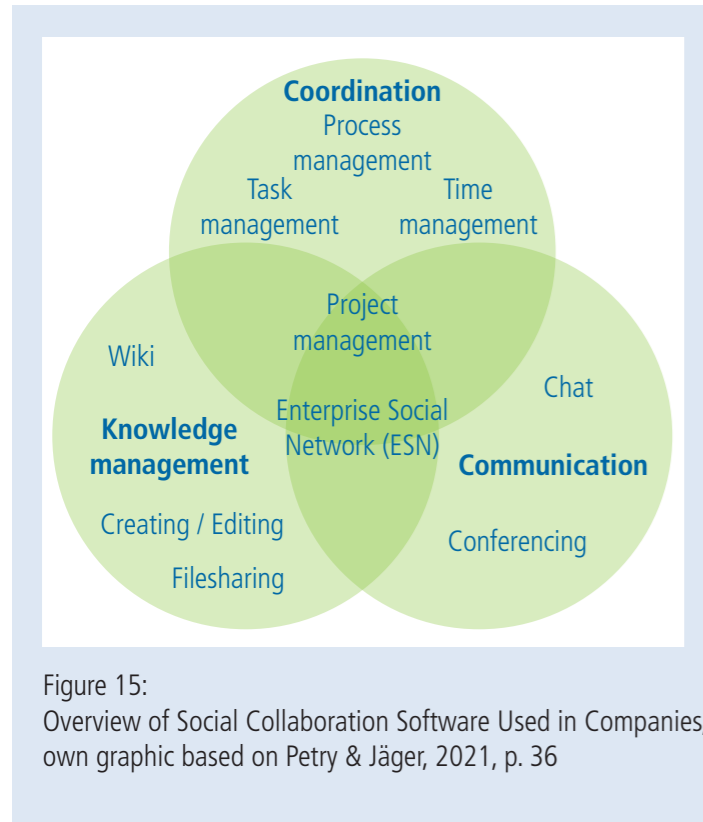 Coordination
Process
management
Task
management
Time
management
Project
management
Wiki
Chat
Enterprise Social
Network (ESN)
Knowledge
management
Communication
Creating / Editing
Conferencing
Filesharing
Figure 15:
Overview of Social Collaboration Software Used in Companies,
own graphic based on Petry & Jäger, 2021, p. 36